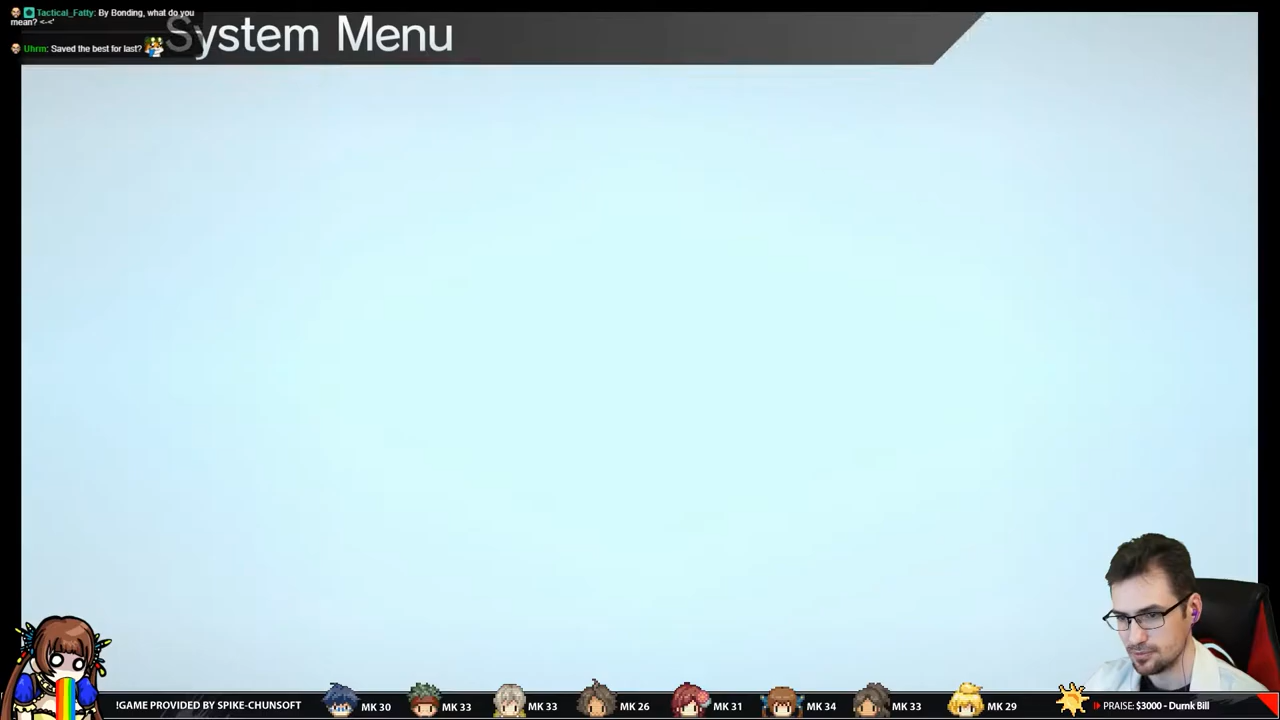 Tactical_Fatty: By Bonding, what do you
mean? <-<'
Uhrm: Saved the best for last?
System Menu
!GAME PROVIDED BY SPIKE-CHUNSOFT
MK 30
MK 33
MK 33
MK 26
MK 31
MK 34
MK 33
MK 29
PRAISE: $3000 - Durnk Bill